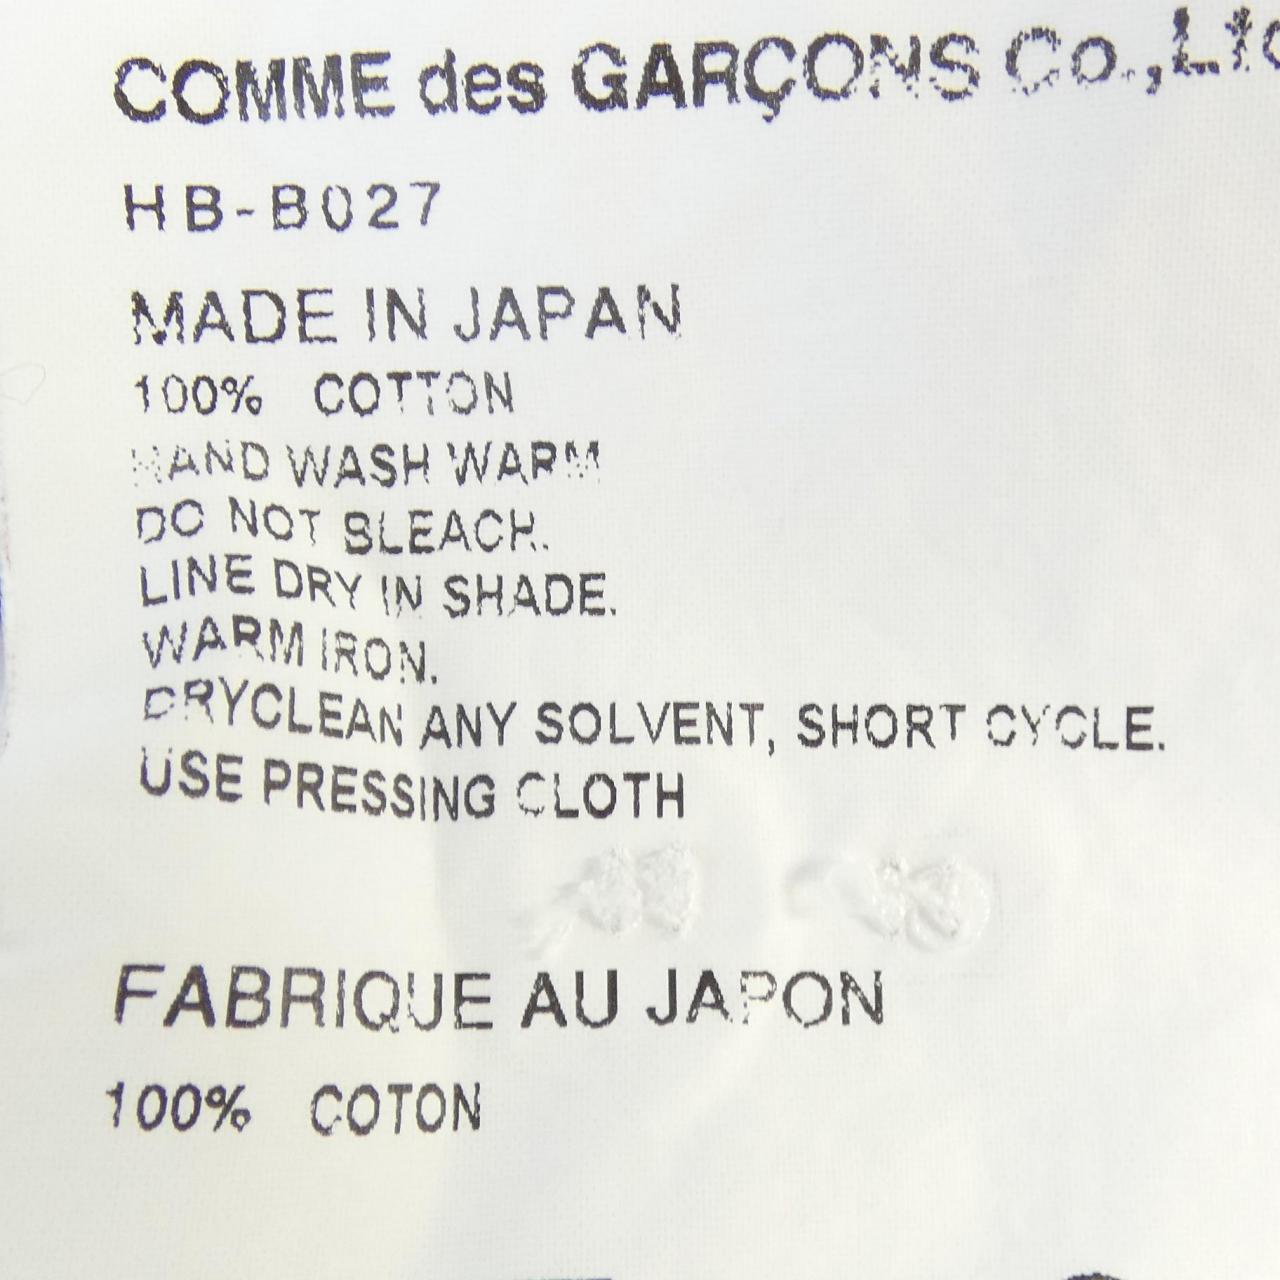 COMME des GARÇONS Co.,Ltd
HB-B027
MADE IN JAPAN
100% COTTON
HAND WASH WARM
DO NOT BLEACH.
LINE DRY IN SHADE.
WARM IRON.
DRYCLEAN ANY SOLVENT, SHORT CYCLE.
USE PRESSING CLOTH
FABRIQUE AU JAPON
100% COTON